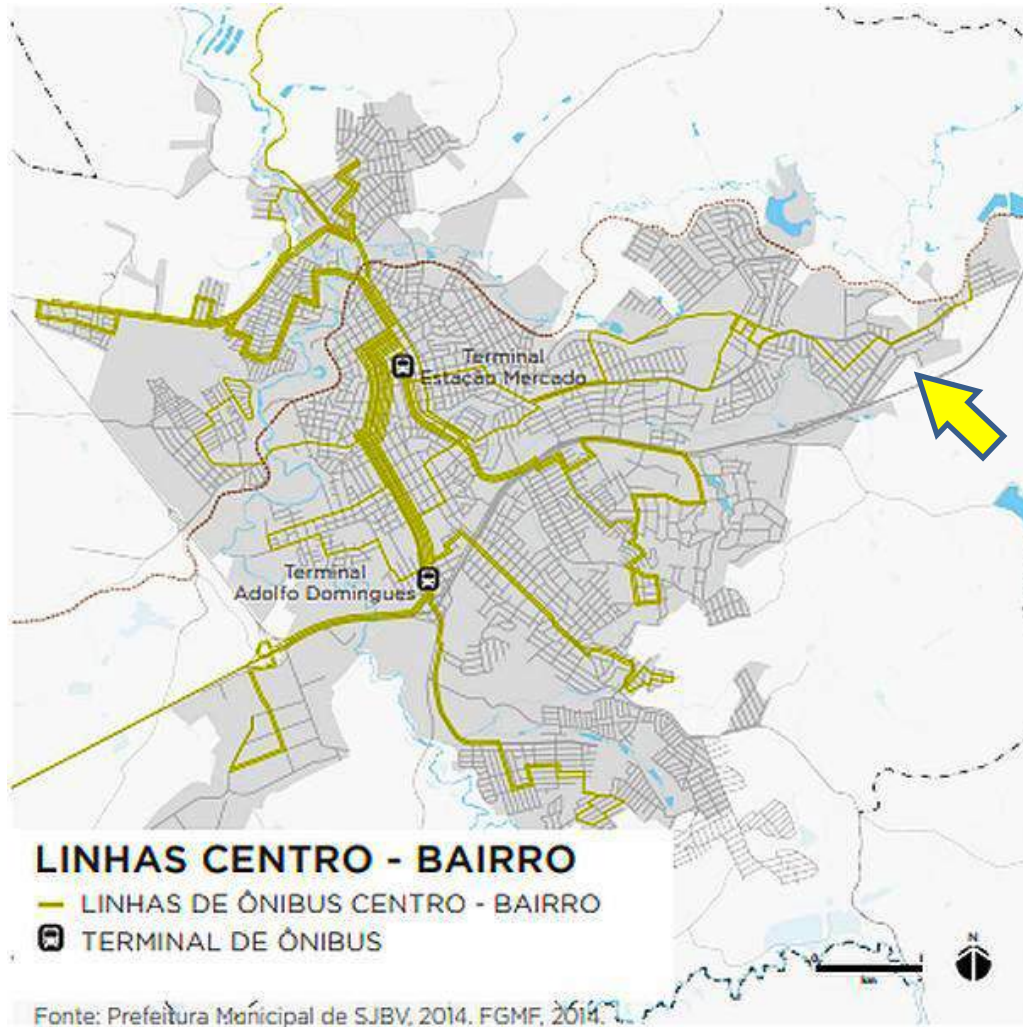 Terminal
Estação Mercado
Terminal
Adolfo Domingues
LINHAS CENTRO - BAIRRO
LINHAS DE ÔNIBUS CENTRO - BAIRRO
TERMINAL DE ÔNIBUS
N
km
Fonte: Prefeitura Municipal de SJBV, 2014. FGMF, 2014.